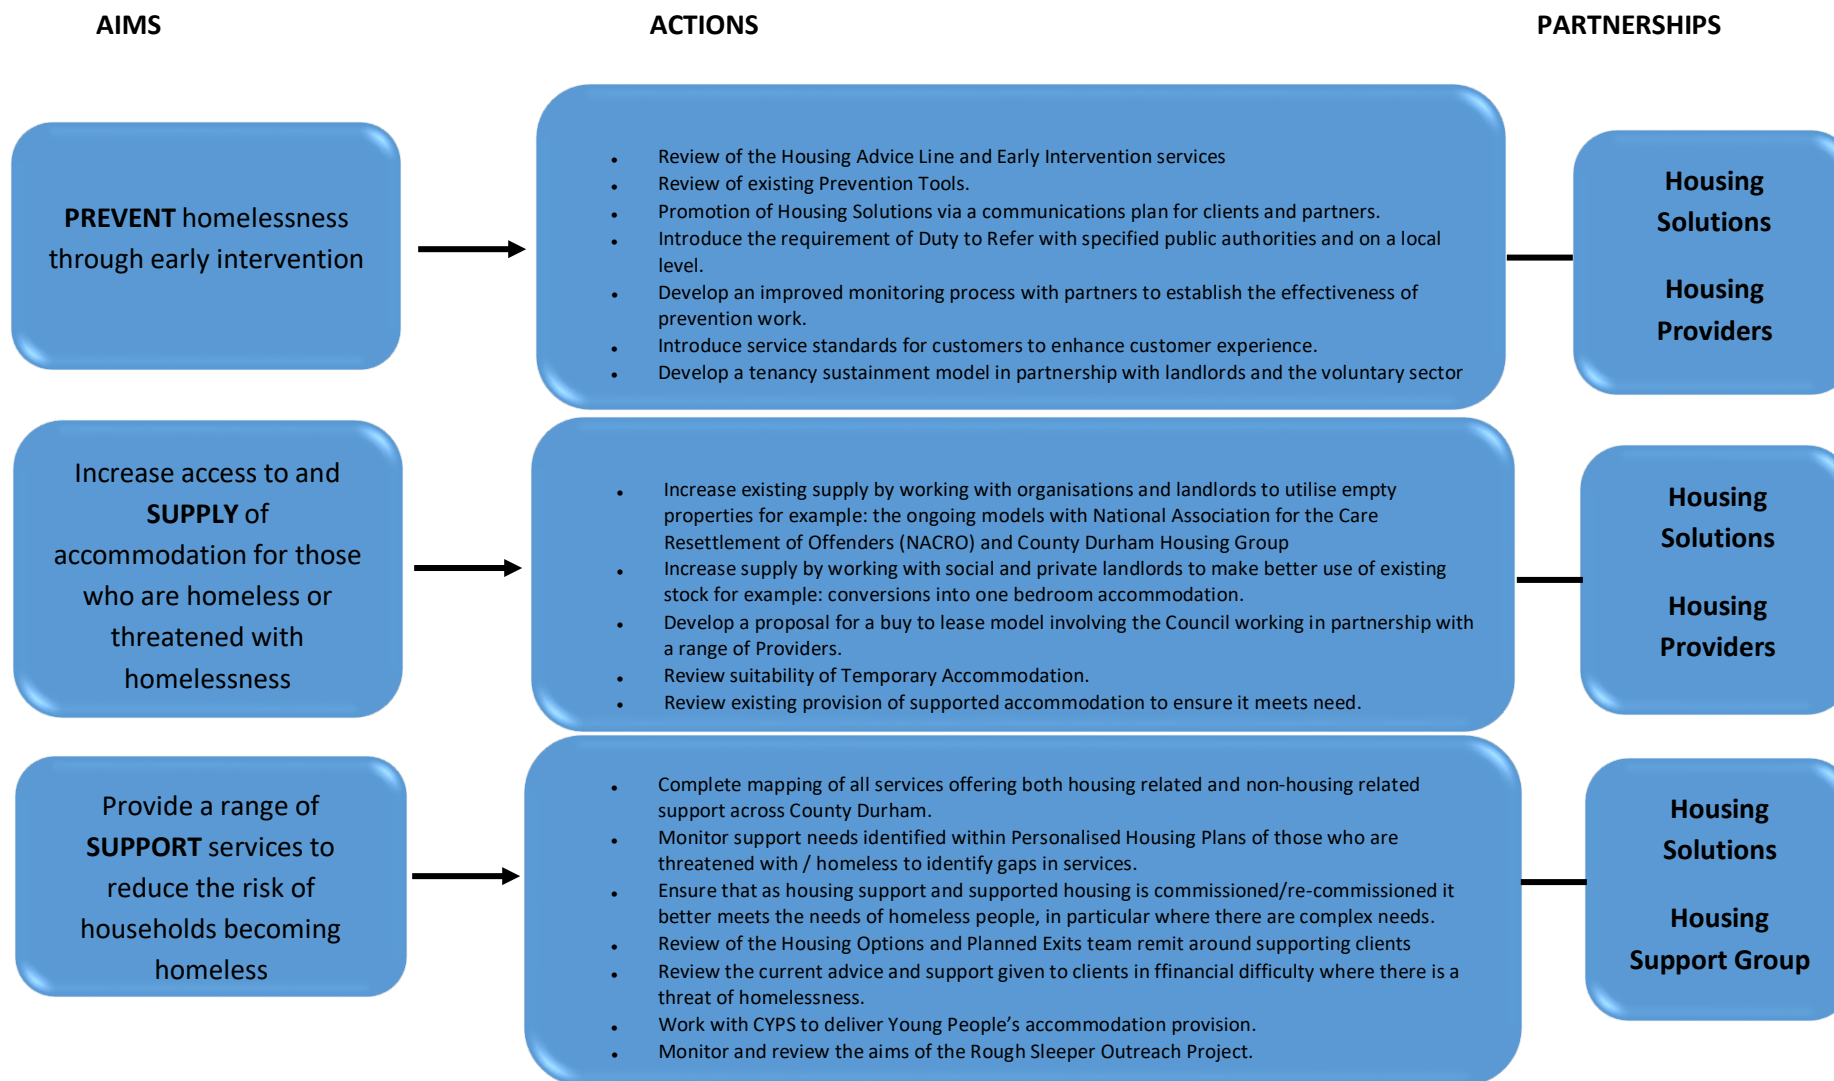 AIMS
ACTIONS
PARTNERSHIPS
PREVENT homelessness
through early intervention
• Review of the Housing Advice Line and Early Intervention services
• Review of existing Prevention Tools.
• Promotion of Housing Solutions via a communications plan for clients and partners.
• Introduce the requirement of Duty to Refer with specified public authorities and on a local
level.
• Develop an improved monitoring process with partners to establish the effectiveness of
prevention work.
• Introduce service standards for customers to enhance customer experience.
• Develop a tenancy sustainment model in partnership with landlords and the voluntary sector
Housing
Solutions
Housing
Providers
Increase access to and
SUPPLY of
accommodation for those
who are homeless or
threatened with
homelessness
• Increase existing supply by working with organisations and landlords to utilise empty
properties for example: the ongoing models with National Association for the Care
Resettlement of Offenders (NACRO) and County Durham Housing Group
• Increase supply by working with social and private landlords to make better use of existing
stock for example: conversions into one bedroom accommodation.
• Develop a proposal for a buy to lease model involving the Council working in partnership with
a range of Providers.
• Review suitability of Temporary Accommodation.
• Review existing provision of supported accommodation to ensure it meets need.
Housing
Solutions
Housing
Providers
Provide a range of
SUPPORT services to
reduce the risk of
households becoming
homeless
• Complete mapping of all services offering both housing related and non-housing related
support across County Durham.
• Monitor support needs identified within Personalised Housing Plans of those who are
threatened with / homeless to identify gaps in services.
• Ensure that as housing support and supported housing is commissioned/re-commissioned it
better meets the needs of homeless people, in particular where there are complex needs.
• Review of the Housing Options and Planned Exits team remit around supporting clients
• Review the current advice and support given to clients in ffinancial difficulty where there is a
threat of homelessness.
• Work with CYPS to deliver Young People’s accommodation provision.
• Monitor and review the aims of the Rough Sleeper Outreach Project.
Housing
Solutions
Housing
Support Group